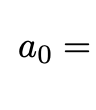 a₀ =